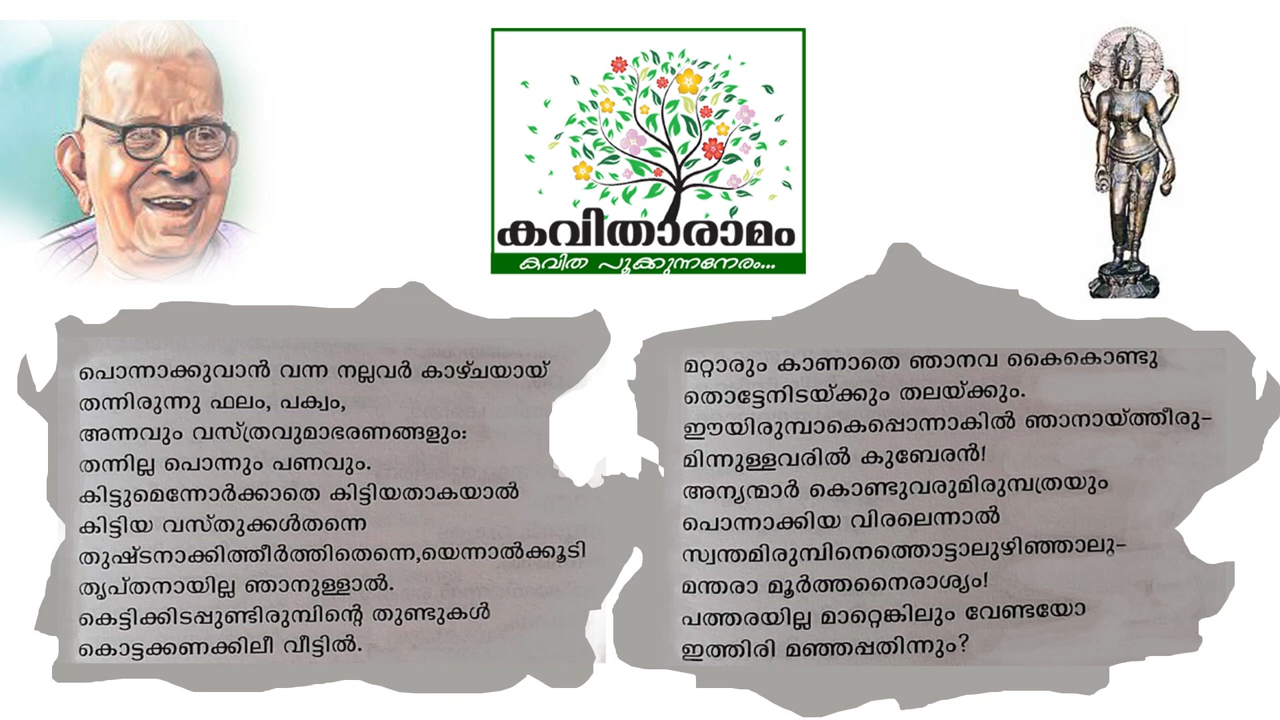 കവിതാരാമം
കവിത പൂക്കുന്നനേരം...
പൊന്നാക്കുവാൻ വന്ന നല്ലവർ കാഴ്ചയായ്
തന്നിരുന്നു ഫലം, പക്വം,
അന്നവും വസ്ത്രവുമാഭരണങ്ങളും:
തന്നില്ല പൊന്നും പണവും.
കിട്ടുമെന്നോർക്കാതെ കിട്ടിയതാകയാൽ
കിട്ടിയ വസ്തുക്കൾതന്നെ
തുഷ്ടനാക്കിത്തീർത്തിതെന്നെ,യെന്നാൽക്കൂടി
തൃപ്തനായില്ല ഞാനുള്ളാൽ.
കെട്ടിക്കിടപ്പുണ്ടിരുമ്പിന്റെ തുണ്ടുകൾ
കൊട്ടക്കണക്കിലീ വീട്ടിൽ.
മറ്റാരും കാണാതെ ഞാനവ കൈകൊണ്ടു
തൊട്ടേനിടയ്ക്കും തലയ്ക്കും.
ഈയിരുമ്പാകെപ്പൊന്നാകിൽ ഞാനായ്ത്തീരു-
മിന്നുള്ളവരിൽ കുബേരൻ!
അന്യന്മാർ കൊണ്ടുവരുമിരുമ്പത്രയും
പൊന്നാക്കിയ വിരലെന്നാൽ
സ്വന്തമിരുമ്പിനെത്തൊട്ടാലുഴിഞ്ഞാലു-
മന്തരാ മൂർത്തനൈരാശ്യം!
പത്തരയില്ല മാറ്റെങ്കിലും വേണ്ടയോ
ഇത്തിരി മഞ്ഞപ്പതിന്നും?